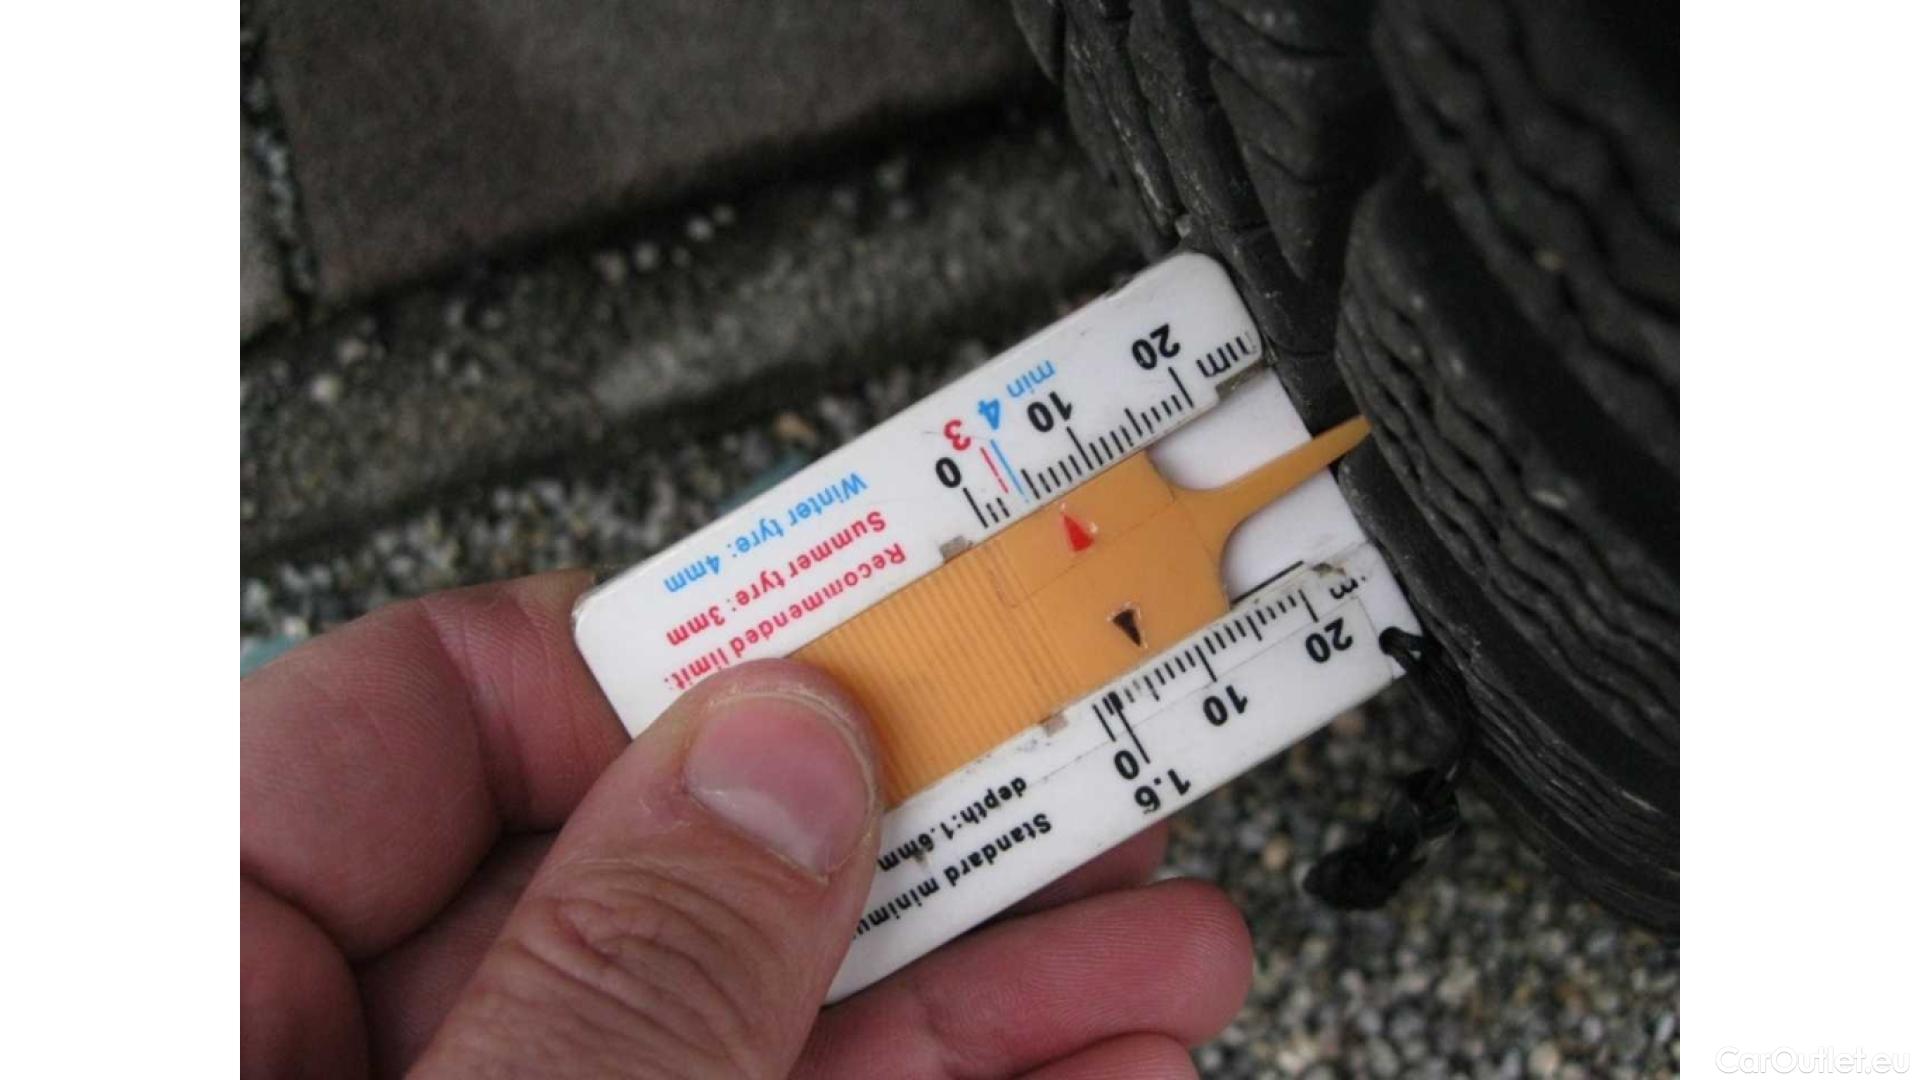 Standard minimu
depth:1.6mm
1.6
0 10 20
m
Recommended limit:
Summer tyre: 3mm
Winter tyre: 4mm
0 3 4 min
10 20
mm
CarOutlet.eu